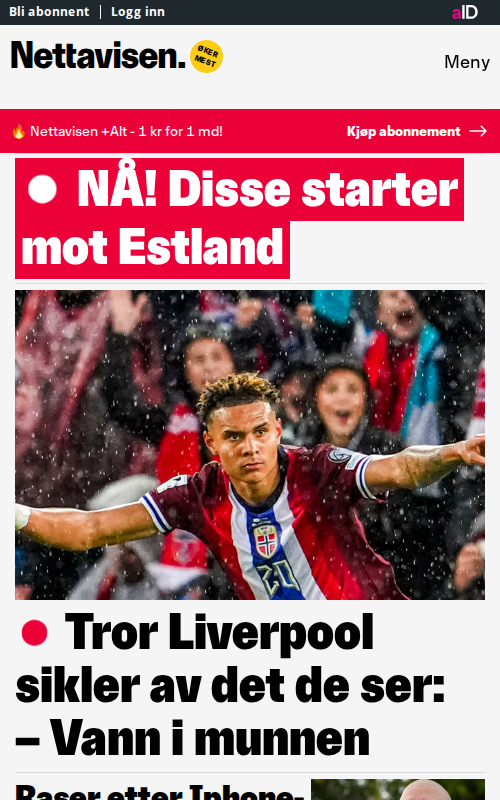 Bli abonnent
Logg inn
aID
Nettavisen.
ØKER
MEST
Meny
🔥 Nettavisen +Alt - 1 kr for 1 md!
Kjøp abonnement →
NÅ! Disse starter
mot Estland
20
Tror Liverpool
sikler av det de ser:
– Vann i munnen
Raser etter Iphone-